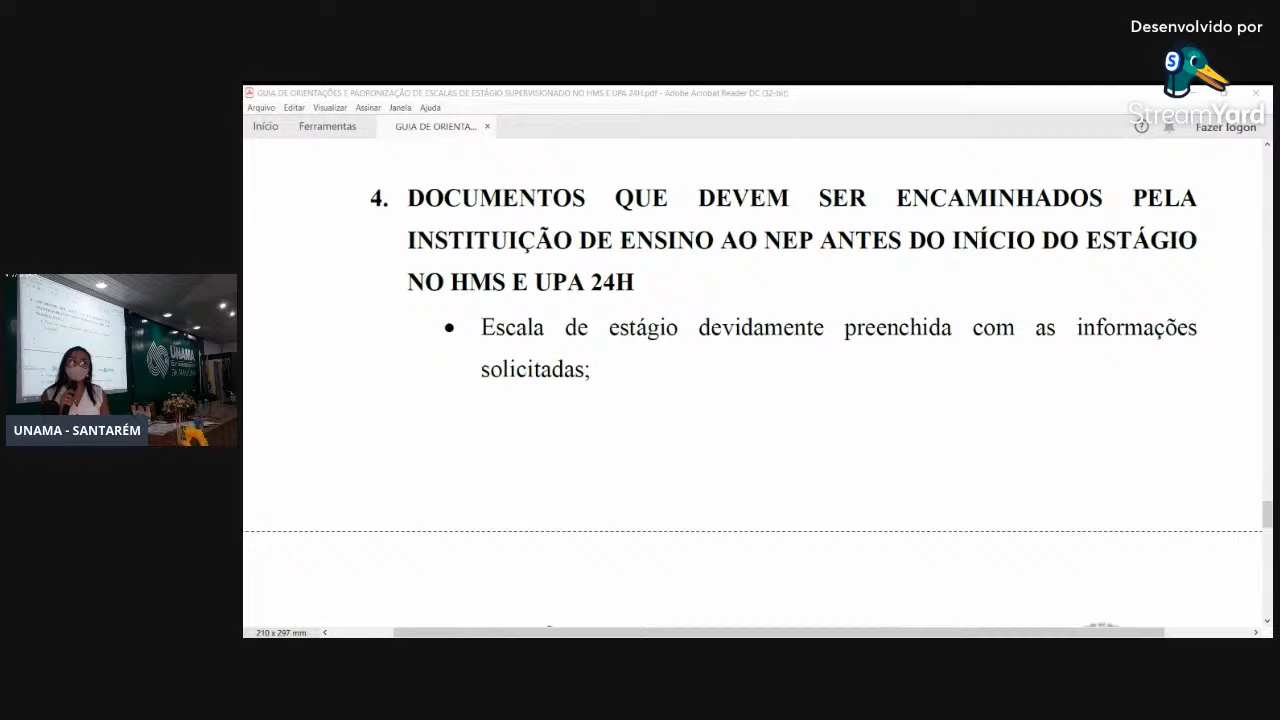 Desenvolvido por
S
StreamYard
GUIA DE ORIENTAÇÕES E PADRONIZAÇÃO DE ESCALAS DE ESTÁGIO SUPERVISIONADO NO HMS E UPA 24H.pdf - Adobe Acrobat Reader DC (32-bit)
Arquivo Editar Visualizar Assinar Janela Ajuda
Início Ferramentas GUIA DE ORIENTA... × ? Fazer logon
4. DOCUMENTOS QUE DEVEM SER ENCAMINHADOS PELA
INSTITUIÇÃO DE ENSINO AO NEP ANTES DO INÍCIO DO ESTÁGIO
NO HMS E UPA 24H
• Escala de estágio devidamente preenchida com as informações
solicitadas;
UNAMA
UNAMA - SANTARÉM
210 x 297 mm